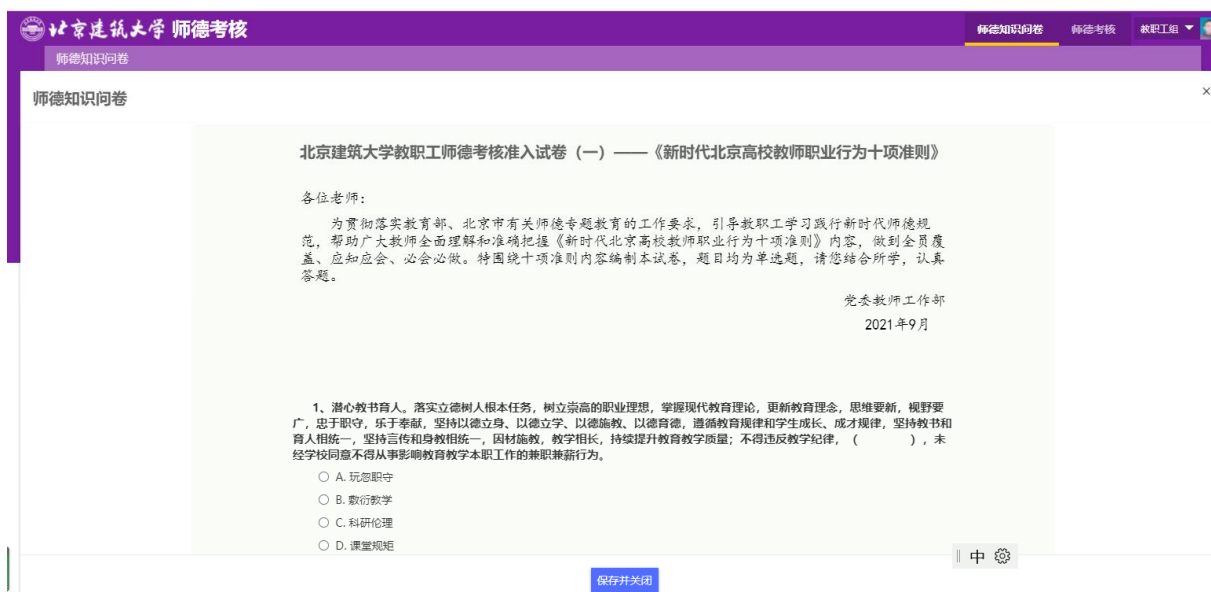 北京建筑大学 师德考核
师德知识问卷 师德考核 教职工组
师德知识问卷
师德知识问卷 ×
北京建筑大学教职工师德考核准入试卷（一）——《新时代北京高校教师职业行为十项准则》
各位老师：
为贯彻落实教育部、北京市有关师德专题教育的工作要求，引导教职工学习践行新时代师德规
范，帮助广大教师全面理解和准确把握《新时代北京高校教师职业行为十项准则》内容，做到全员覆
盖、应知应会、必会必做。特围绕十项准则内容编制本试卷，题目均为单选题，请您结合所学，认真
答题。
党委教师工作部
2021年9月
1、潜心教书育人。落实立德树人根本任务，树立崇高的职业理想，掌握现代教育理论，更新教育理念，思维要新，视野要
广，忠于职守，乐于奉献，坚持以德立身、以德立学、以德施教、以德育德，遵循教育规律和学生成长、成才规律，坚持教书和
育人相统一，坚持言传和身教相统一，因材施教，教学相长，持续提升教育教学质量；不得违反教学纪律，（ ），未
经学校同意不得从事影响教育教学本职工作的兼职兼薪行为。
A. 玩忽职守
B. 敷衍教学
C. 科研伦理
D. 课堂规矩
中
保存并关闭